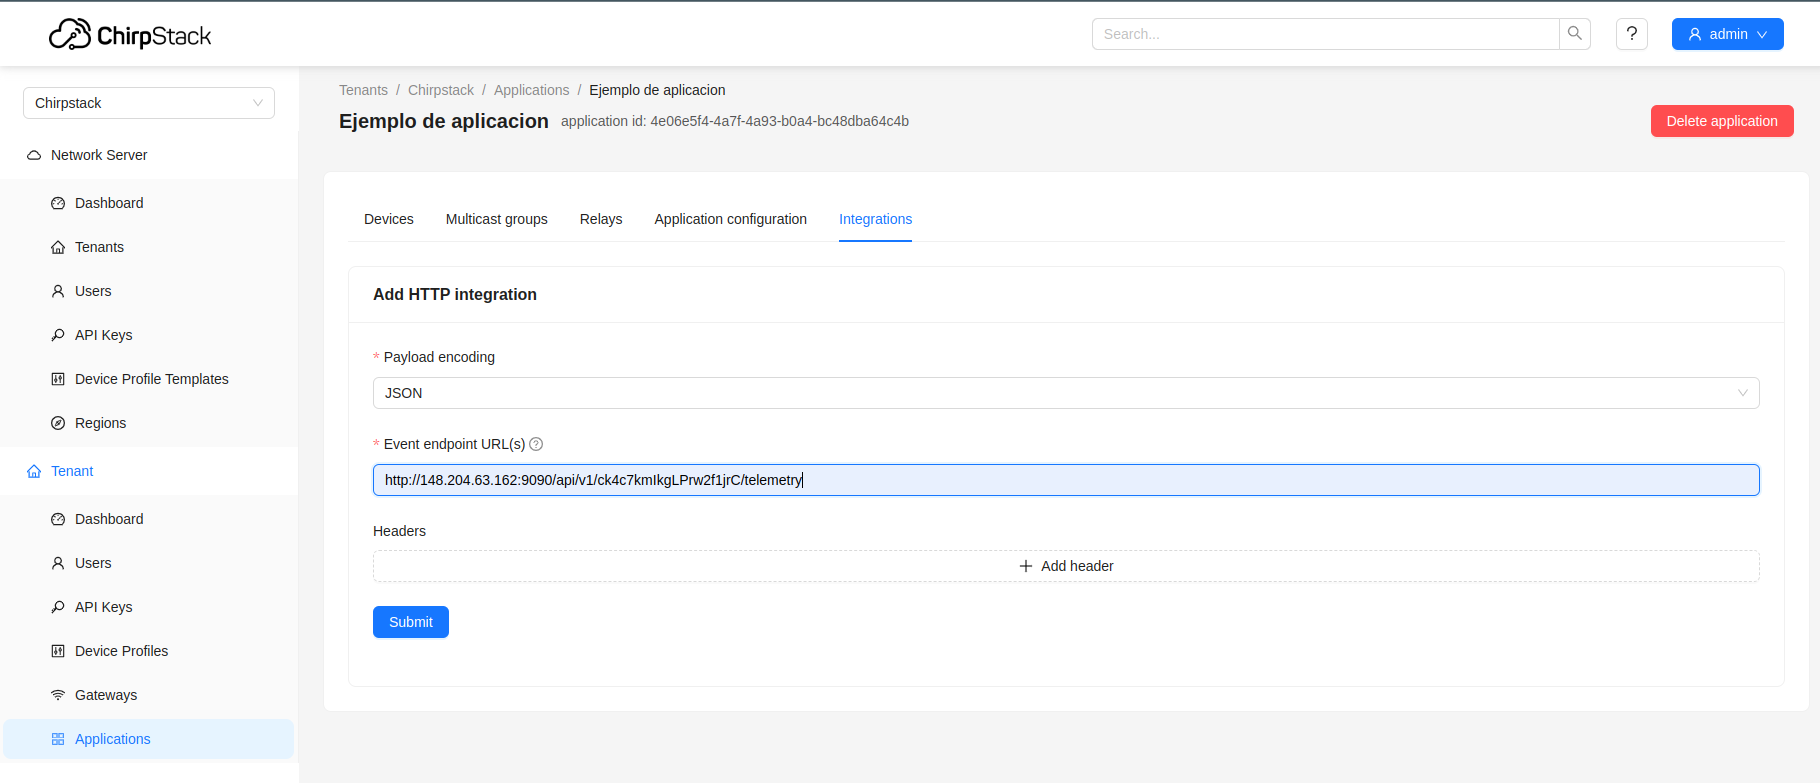 ChirpStack
Search...
?
admin
Chirpstack
Network Server
Dashboard
Tenants
Users
API Keys
Device Profile Templates
Regions
Tenant
Dashboard
Users
API Keys
Device Profiles
Gateways
Applications
Tenants / Chirpstack / Applications / Ejemplo de aplicacion
Ejemplo de aplicacion application id: 4e06e5f4-4a7f-4a93-b0a4-bc48dba64c4b
Delete application
Devices Multicast groups Relays Application configuration Integrations
Add HTTP integration
* Payload encoding
JSON
* Event endpoint URL(s) ?
http://148.204.63.162:9090/api/v1/ck4c7kmIkgLPrw2f1jrC/telemetry
Headers
+ Add header
Submit